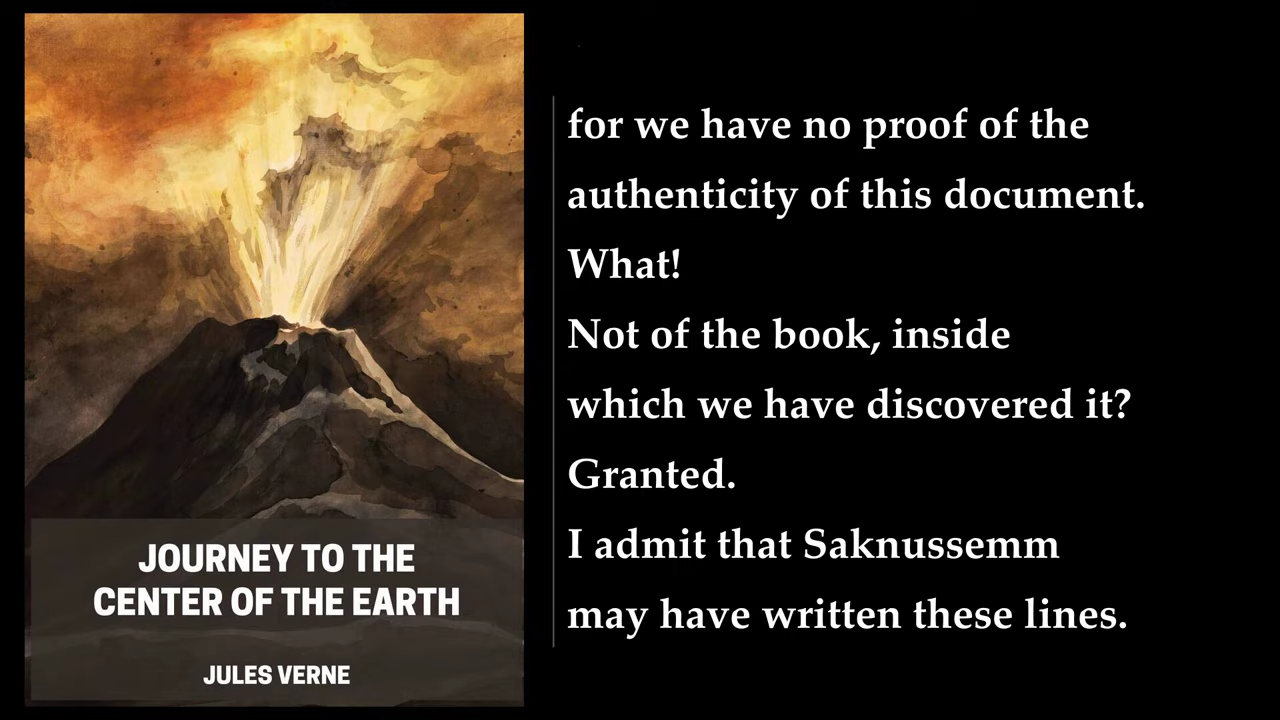 JOURNEY TO THE
CENTER OF THE EARTH
JULES VERNE
for we have no proof of the
authenticity of this document.
What!
Not of the book, inside
which we have discovered it?
Granted.
I admit that Saknussemm
may have written these lines.